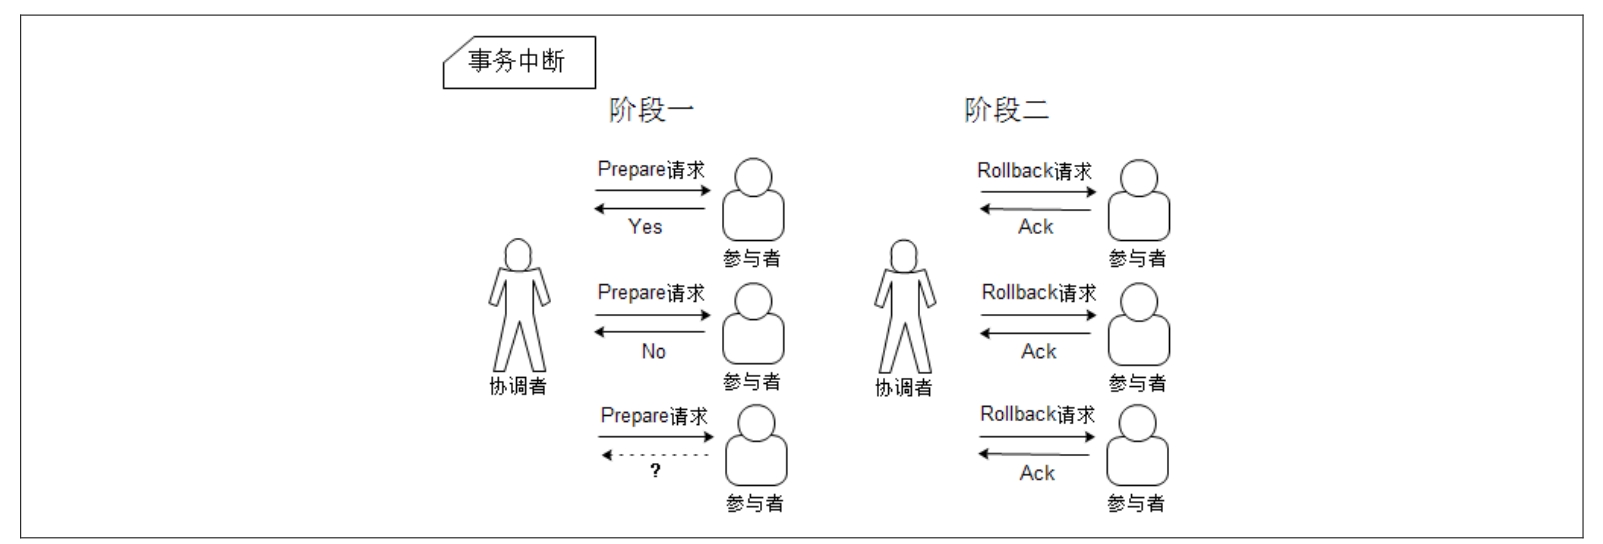 事务中断
阶段一
Prepare请求
Yes
参与者
Prepare请求
No
参与者
Prepare请求
?
参与者
协调者
阶段二
Rollback请求
Ack
参与者
Rollback请求
Ack
参与者
Rollback请求
Ack
参与者
协调者